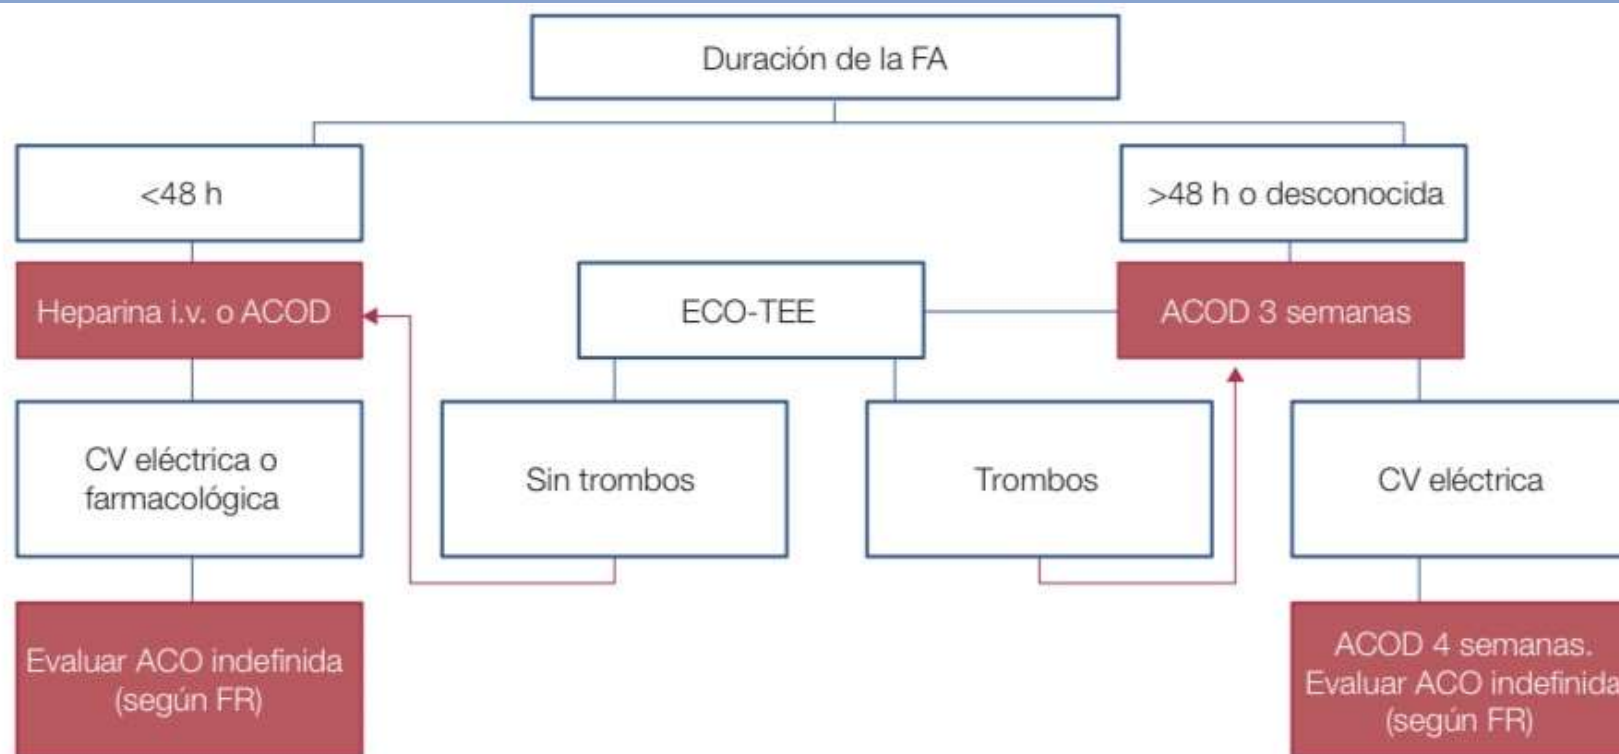 Duración de la FA
<48 h
>48 h o desconocida
Heparina i.v. o ACOD
ECO-TEE
ACOD 3 semanas
CV eléctrica o
farmacológica
Sin trombos
Trombos
CV eléctrica
Evaluar ACO indefinida
(según FR)
ACOD 4 semanas.
Evaluar ACO indefinida
(según FR)